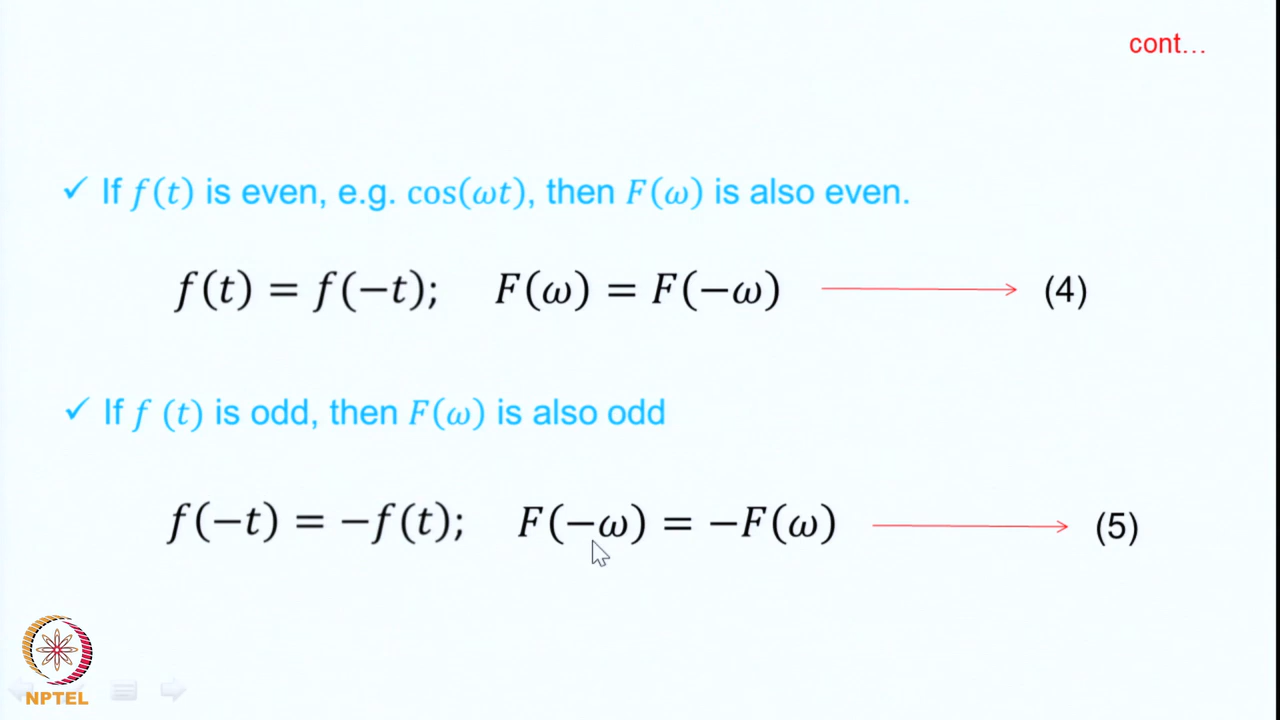 cont...
✓ If f(t) is even, e.g. cos(ωt), then F(ω) is also even.
f(t) = f(−t); F(ω) = F(−ω) (4)
✓ If f (t) is odd, then F(ω) is also odd
f(−t) = −f(t); F(−ω) = −F(ω) (5)
NPTEL